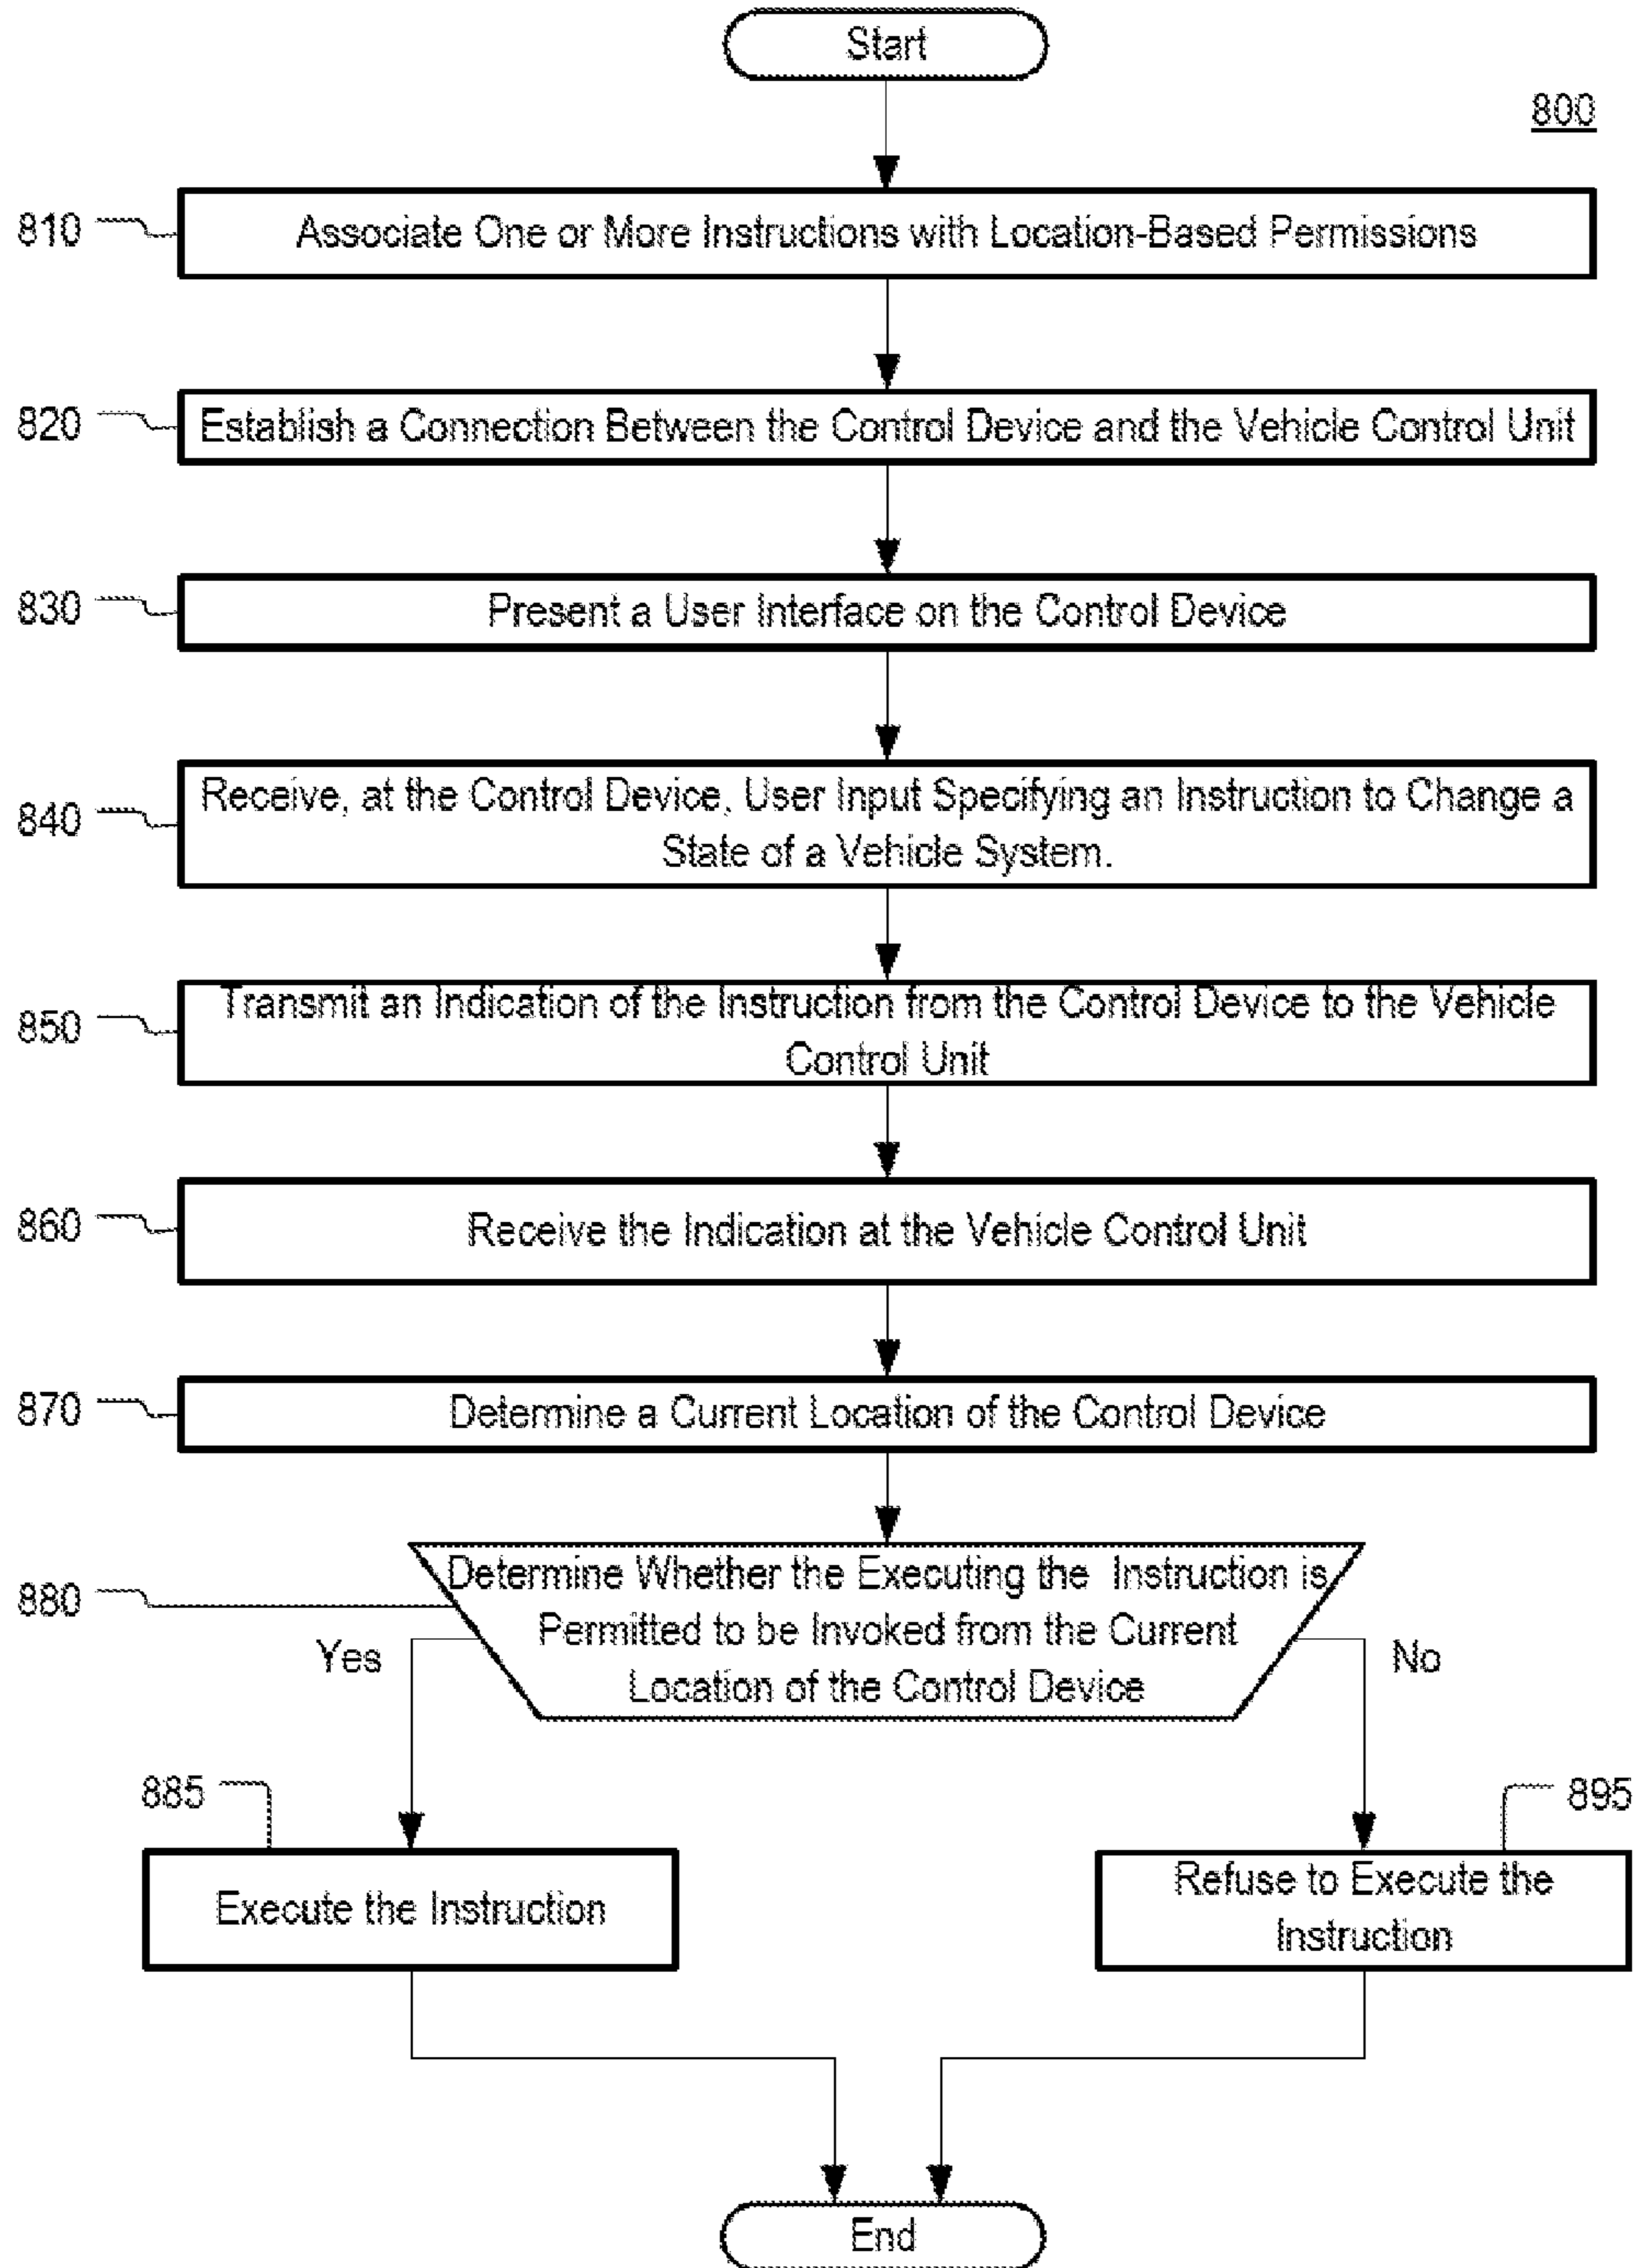 Start
800
810
Associate One or More Instructions with Location-Based Permissions
820
Establish a Connection Between the Control Device and the Vehicle Control Unit
830
Present a User Interface on the Control Device
840
Receive, at the Control Device, User Input Specifying an Instruction to Change a
State of a Vehicle System.
850
Transmit an Indication of the Instruction from the Control Device to the Vehicle
Control Unit
860
Receive the Indication at the Vehicle Control Unit
870
Determine a Current Location of the Control Device
880
Determine Whether the Executing the Instruction is
Permitted to be Invoked from the Current
Location of the Control Device
Yes
No
885
895
Execute the Instruction
Refuse to Execute the
Instruction
End